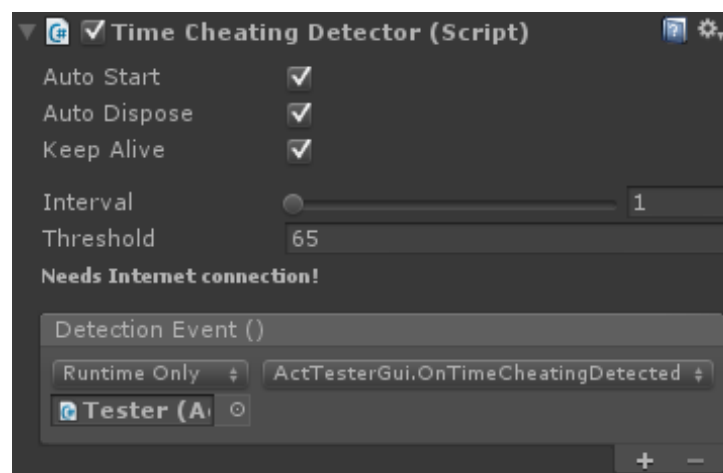 Time Cheating Detector (Script)
Auto Start
Auto Dispose
Keep Alive
Interval 1
Threshold 65
Needs Internet connection!
Detection Event ()
Runtime Only ActTesterGui.OnTimeCheatingDetected
Tester (A
+ −